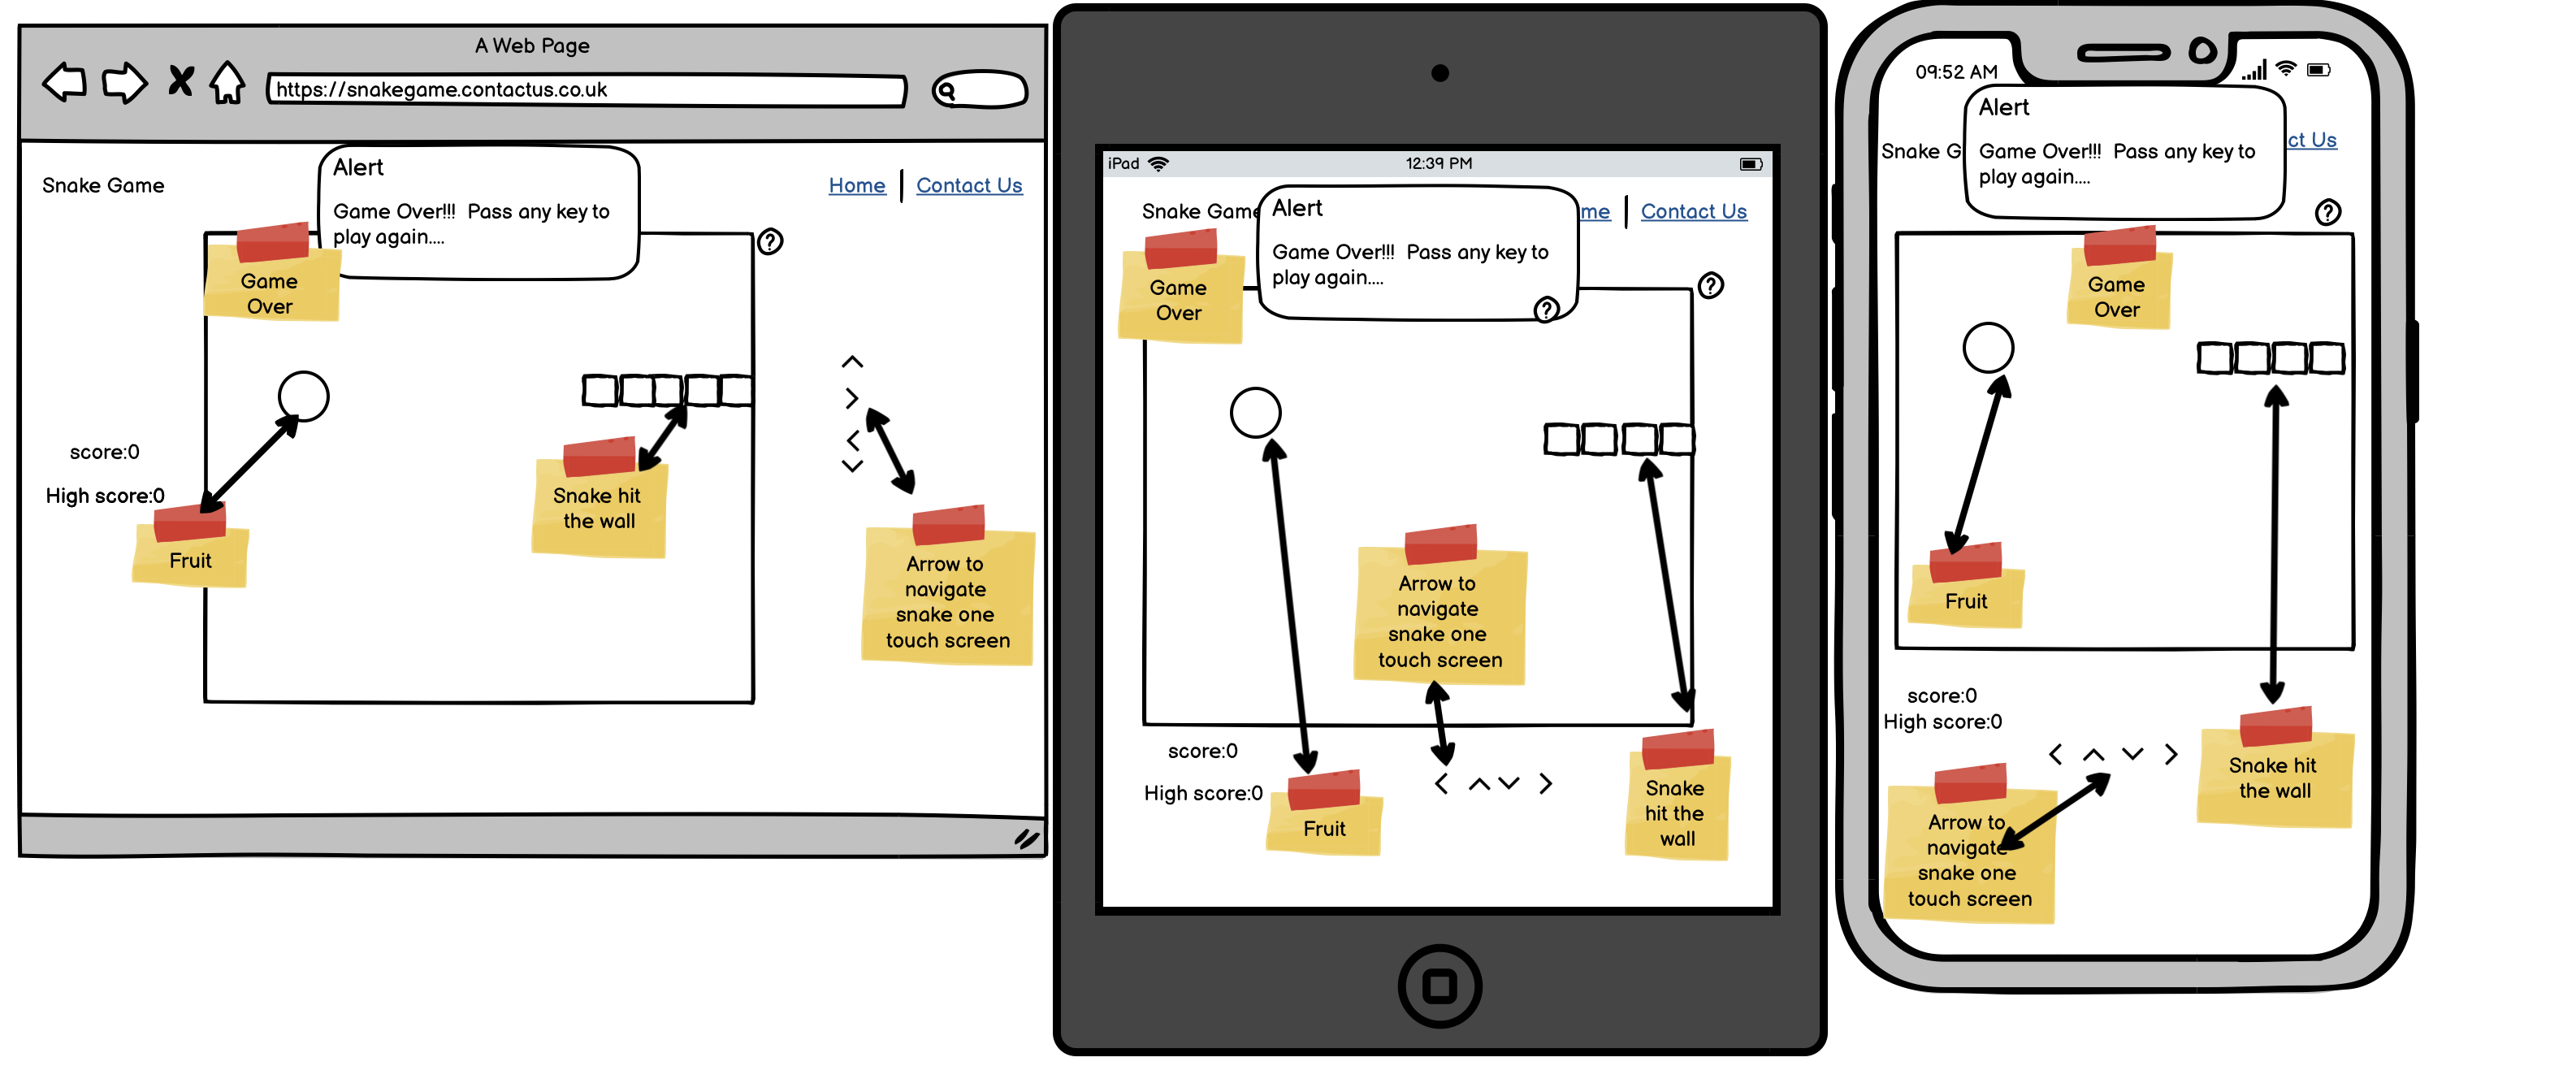 A Web Page
https://snakegame.contactus.co.uk
Snake Game
Alert
Game Over!!! Pass any key to
play again....
Home
Contact Us
?
Game
Over
score:0
High score:0
Fruit
Snake hit
the wall
Arrow to
navigate
snake one
touch screen
iPad
12:39 PM
Snake Game
Alert
Game Over!!! Pass any key to
play again....
?
me
Contact Us
?
Game
Over
Arrow to
navigate
snake one
touch screen
score:0
High score:0
Fruit
Snake
hit the
wall
09:52 AM
Alert
Snake G
Game Over!!! Pass any key to
play again....
ct Us
?
Game
Over
Fruit
score:0
High score:0
Snake hit
the wall
Arrow to
navigate
snake one
touch screen